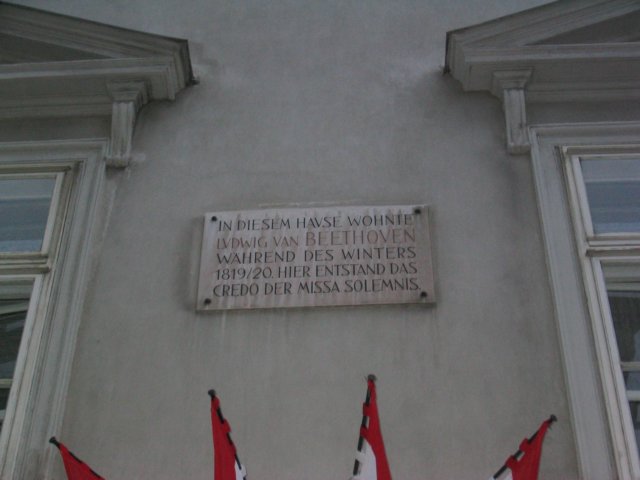 IN DIESEM HAVSE WOHNTE
LVDWIG VAN BEETHOVEN
WÄHREND DES WINTERS
1819/20. HIER ENTSTAND DAS
CREDO DER MISSA SOLEMNIS.